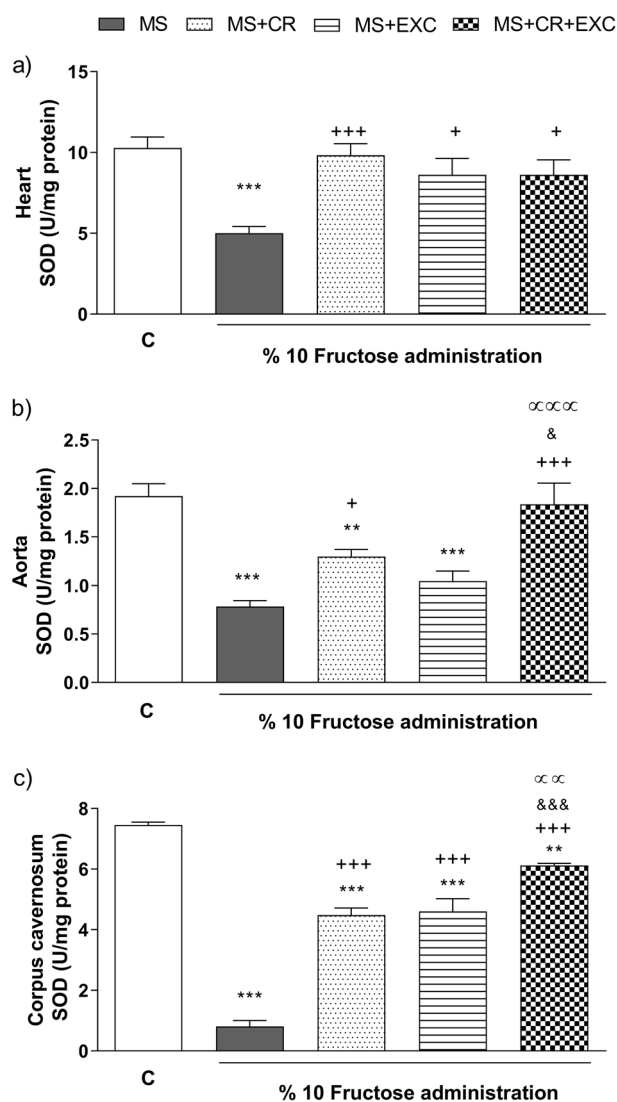 MS MS+CR MS+EXC MS+CR+EXC
a)
Heart
SOD (U/mg protein)
15
10
5
0
***
+++
+
+
C
% 10 Fructose administration
b)
Aorta
SOD (U/mg protein)
2.5
2.0
1.5
1.0
0.5
0.0
***
+
**
***
∝∝∝
&
+++
C
% 10 Fructose administration
c)
Corpus cavernosum
SOD (U/mg protein)
8
6
4
2
0
***
+++
***
+++
***
∝∝
&&&
+++
**
C
% 10 Fructose administration